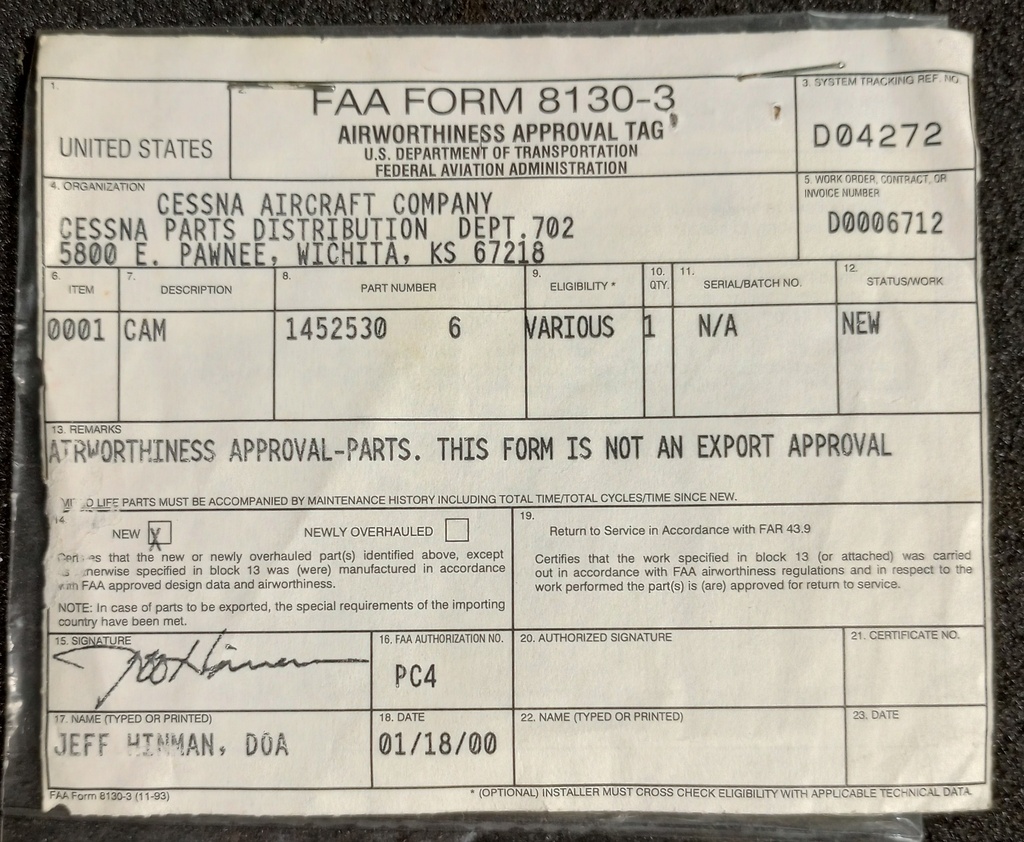 1.
UNITED STATES
2.
FAA FORM 8130-3
AIRWORTHINESS APPROVAL TAG
U.S. DEPARTMENT OF TRANSPORTATION
FEDERAL AVIATION ADMINISTRATION
3. SYSTEM TRACKING REF. NO.
D04272
4. ORGANIZATION
CESSNA AIRCRAFT COMPANY
CESSNA PARTS DISTRIBUTION DEPT.702
5800 E. PAWNEE, WICHITA, KS 67218
5. WORK ORDER, CONTRACT, OR
INVOICE NUMBER
D0006712
6. ITEM
7. DESCRIPTION
8. PART NUMBER
9. ELIGIBILITY *
10. QTY.
11. SERIAL/BATCH NO.
12. STATUS/WORK
0001 CAM 1452530 6 VARIOUS 1 N/A NEW
13. REMARKS
AIRWORTHINESS APPROVAL-PARTS. THIS FORM IS NOT AN EXPORT APPROVAL
LIFE PARTS MUST BE ACCOMPANIED BY MAINTENANCE HISTORY INCLUDING TOTAL TIME/TOTAL CYCLES/TIME SINCE NEW.
14.
NEW X NEWLY OVERHAULED
that the new or newly overhauled part(s) identified above, except
specified in block 13 was (were) manufactured in accordance
with FAA approved design data and airworthiness.
NOTE: In case of parts to be exported, the special requirements of the importing
country have been met.
19.
Return to Service in Accordance with FAR 43.9
Certifies that the work specified in block 13 (or attached) was carried
out in accordance with FAA airworthiness regulations and in respect to the
work performed the part(s) is (are) approved for return to service.
15. SIGNATURE
16. FAA AUTHORIZATION NO.
PC4
20. AUTHORIZED SIGNATURE
21. CERTIFICATE NO.
17. NAME (TYPED OR PRINTED)
JEFF HINMAN, DOA
18. DATE
01/18/00
22. NAME (TYPED OR PRINTED)
23. DATE
FAA Form 8130-3 (11-93)
* (OPTIONAL) INSTALLER MUST CROSS CHECK ELIGIBILITY WITH APPLICABLE TECHNICAL DATA.